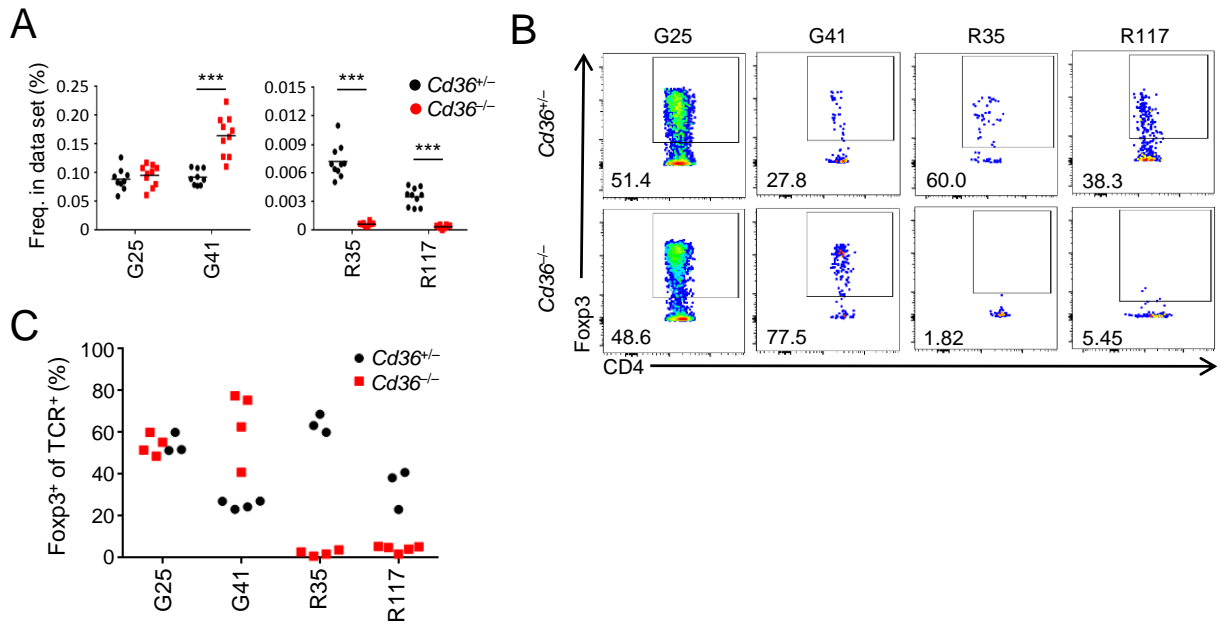 A
Freq. in data set (%)
0.25
0.20
0.15
0.10
0.05
0
***
G25
G41
0.015
0.012
0.009
0.006
0.003
0
***
***
Cd36+/–
Cd36–/–
R35
R117
B
G25
G41
R35
R117
Cd36+/–
51.4
27.8
60.0
38.3
Cd36–/–
48.6
77.5
1.82
5.45
Foxp3
CD4
C
Foxp3+ of TCR+ (%)
100
80
60
40
20
0
Cd36+/–
Cd36–/–
G25
G41
R35
R117